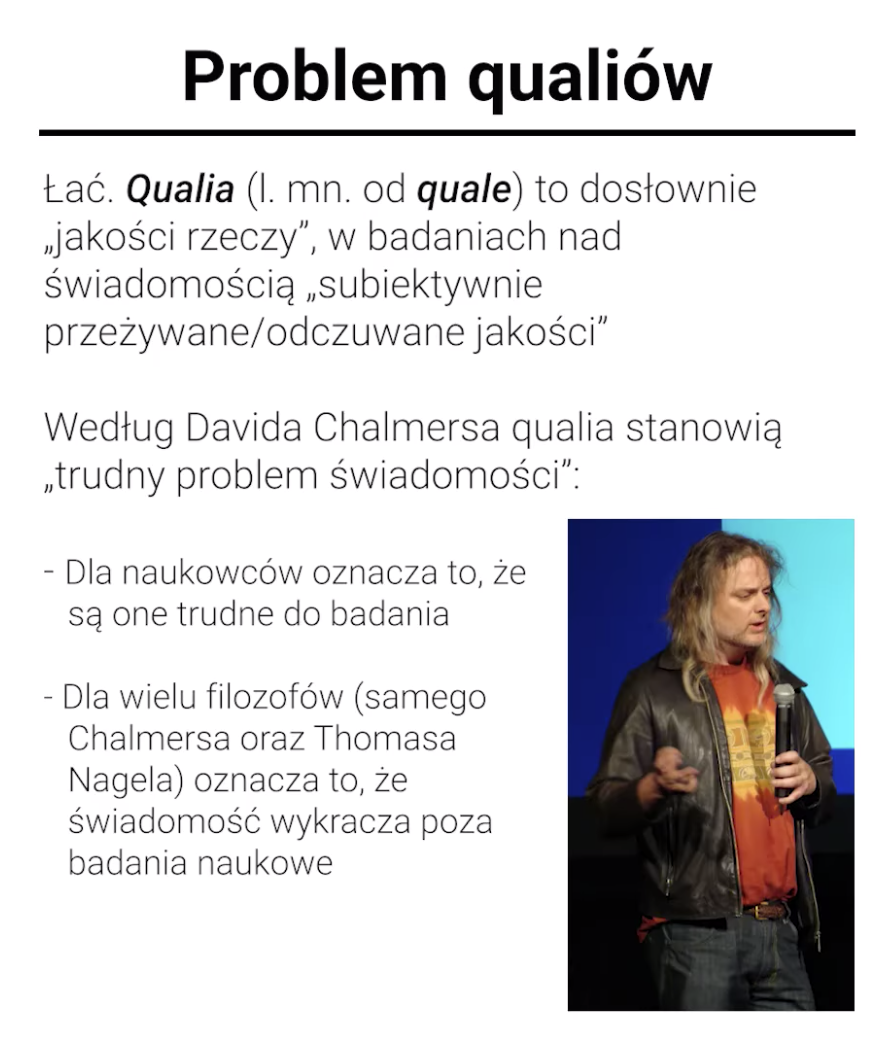 Problem qualiów
Łać. Qualia (l. mn. od quale) to dosłownie
„jakości rzeczy”, w badaniach nad
świadomością „subiektywnie
przeżywane/odczuwane jakości”
Według Davida Chalmersa qualia stanowią
„trudny problem świadomości”:
- Dla naukowców oznacza to, że
są one trudne do badania
- Dla wielu filozofów (samego
Chalmersa oraz Thomasa
Nagela) oznacza to, że
świadomość wykracza poza
badania naukowe